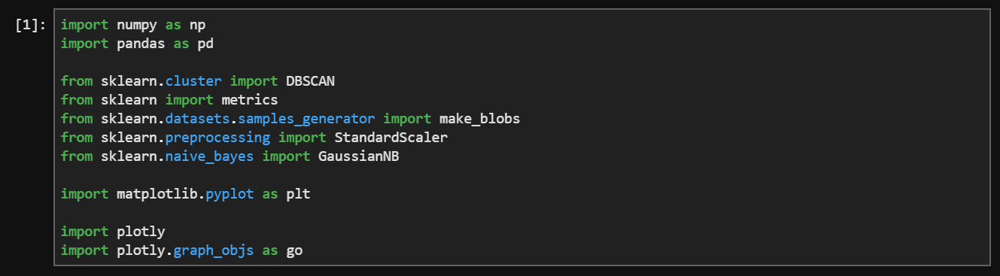 [1]: import numpy as np
import pandas as pd
from sklearn.cluster import DBSCAN
from sklearn import metrics
from sklearn.datasets.samples_generator import make_blobs
from sklearn.preprocessing import StandardScaler
from sklearn.naive_bayes import GaussianNB
import matplotlib.pyplot as plt
import plotly
import plotly.graph_objs as go